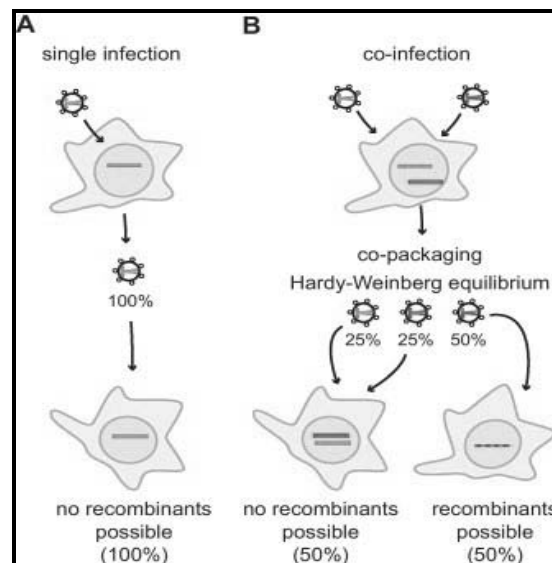 A
single infection
100%
no recombinants
possible
(100%)
B
co-infection
co-packaging
Hardy-Weinberg equilibrium
25% 25% 50%
no recombinants
possible
(50%)
recombinants
possible
(50%)